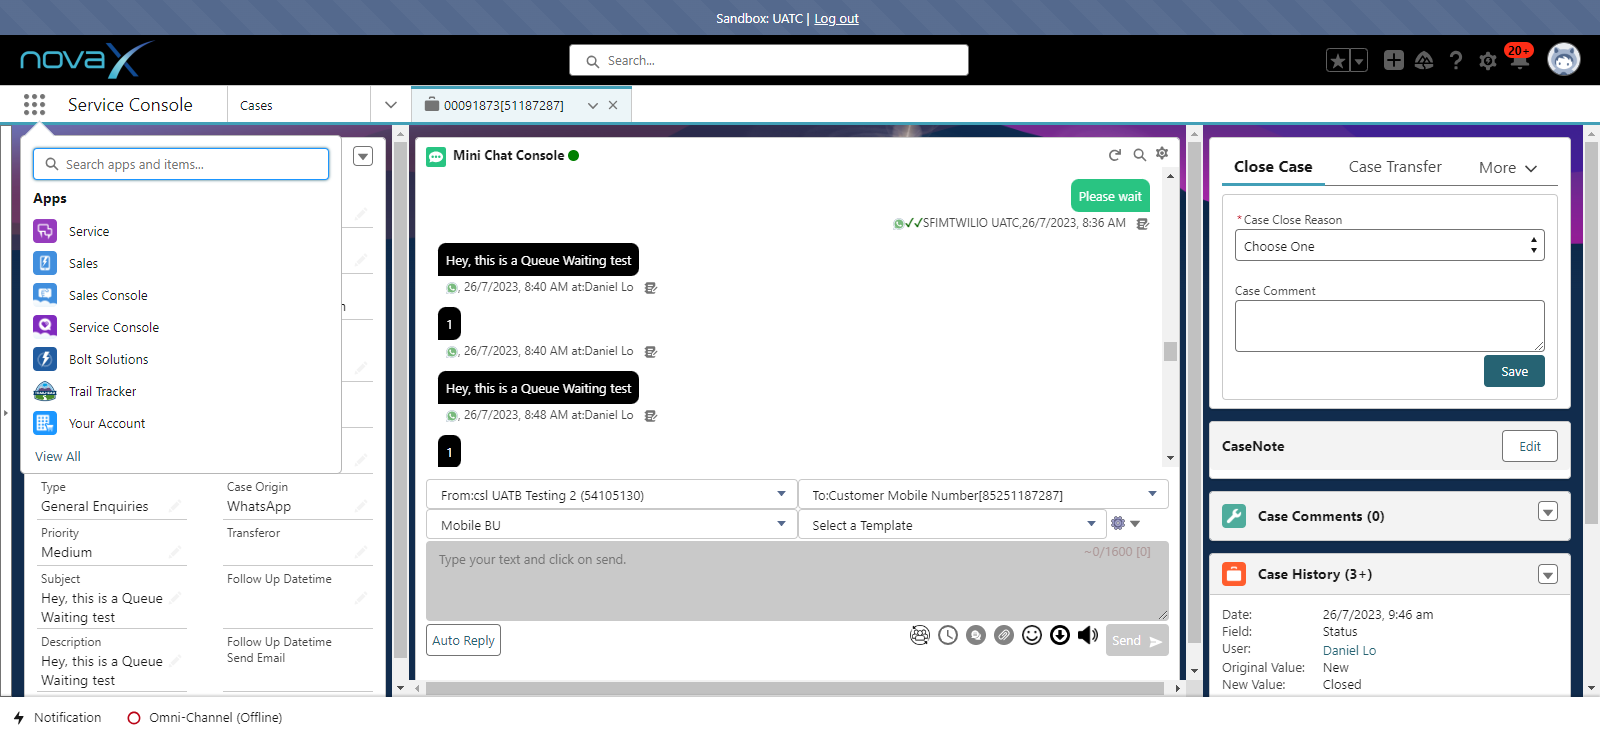 Sandbox: UATC | Log out
novaX
Search...
20+
Service Console
Cases
00091873[51187287]
Search apps and items...
Apps
Service
Sales
Sales Console
Service Console
Bolt Solutions
Trail Tracker
Your Account
View All
Type
General Enquiries
Case Origin
WhatsApp
Priority
Medium
Transferor
Subject
Hey, this is a Queue
Waiting test
Follow Up Datetime
Description
Hey, this is a Queue
Waiting test
Follow Up Datetime
Send Email
Mini Chat Console
Please wait
SFIMTWILIO UATC,26/7/2023, 8:36 AM
Hey, this is a Queue Waiting test
, 26/7/2023, 8:40 AM at:Daniel Lo
1
, 26/7/2023, 8:40 AM at:Daniel Lo
Hey, this is a Queue Waiting test
, 26/7/2023, 8:48 AM at:Daniel Lo
1
From:csl UATB Testing 2 (54105130)
To:Customer Mobile Number[85251187287]
Mobile BU
Select a Template
Type your text and click on send.
~0/1600 [0]
Auto Reply
Send
Close Case
Case Transfer
More
*Case Close Reason
Choose One
Case Comment
Save
CaseNote
Edit
Case Comments (0)
Case History (3+)
Date: 26/7/2023, 9:46 am
Field: Status
User: Daniel Lo
Original Value: New
New Value: Closed
Notification
Omni-Channel (Offline)